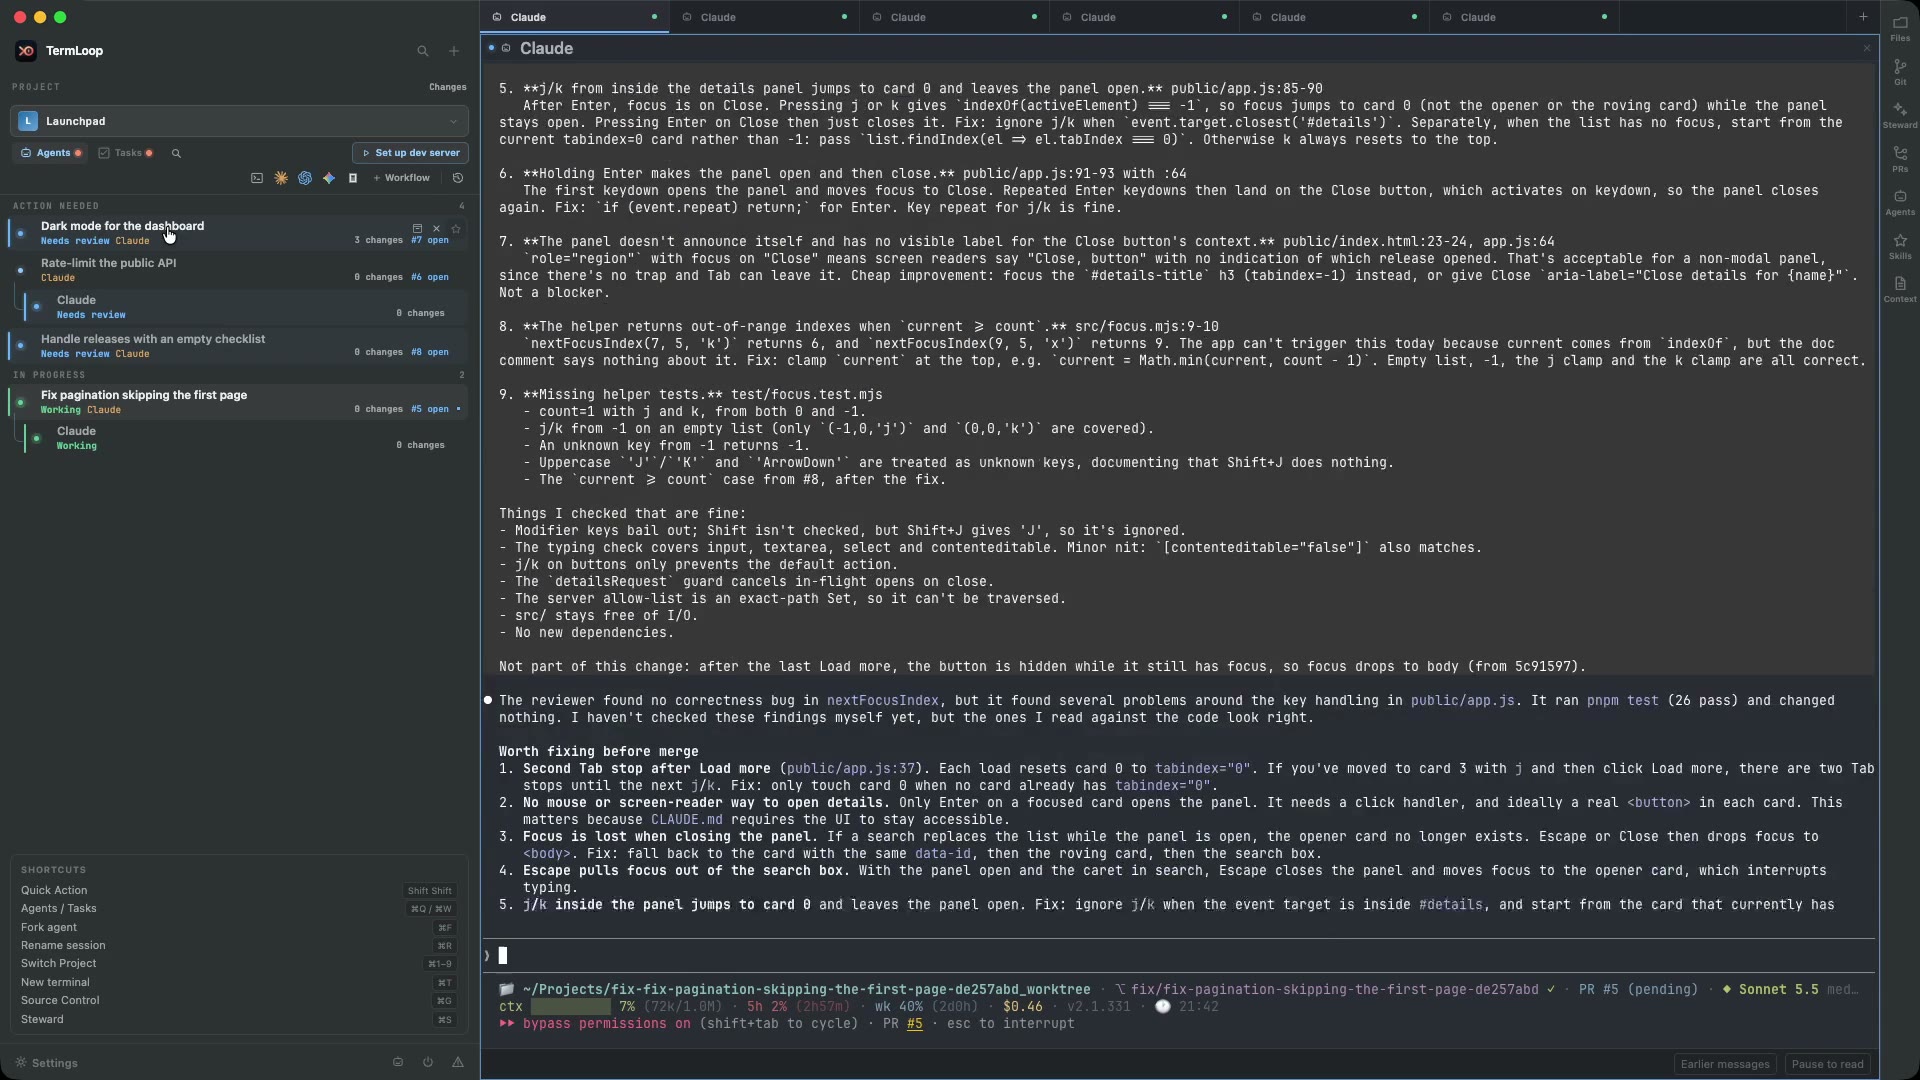 TermLoop
PROJECT
Changes
L Launchpad
Agents
Tasks
Set up dev server
+ Workflow
ACTION NEEDED 4
Dark mode for the dashboard
Needs review Claude 3 changes #7 open
Rate-limit the public API
Claude 0 changes #6 open
Claude
Needs review 0 changes
Handle releases with an empty checklist
Needs review Claude 0 changes #8 open
IN PROGRESS 2
Fix pagination skipping the first page
Working Claude 0 changes #5 open
Claude
Working 0 changes
SHORTCUTS
Quick Action Shift Shift
Agents / Tasks ⌘Q / ⌘W
Fork agent ⌘F
Rename session ⌘R
Switch Project ⌘1–9
New terminal ⌘T
Source Control ⌘G
Steward ⌘S
Settings
Claude
Claude
Claude
Claude
Claude
Claude
Claude
5. **j/k from inside the details panel jumps to card 0 and leaves the panel open.** public/app.js:85-90
After Enter, focus is on Close. Pressing j or k gives `indexOf(activeElement) === -1`, so focus jumps to card 0 (not the opener or the roving card) while the panel
stays open. Pressing Enter on Close then just closes it. Fix: ignore j/k when `event.target.closest('#details')`. Separately, when the list has no focus, start from the
current tabindex=0 card rather than -1: pass `list.findIndex(el => el.tabIndex === 0)`. Otherwise k always resets to the top.
6. **Holding Enter makes the panel open and then close.** public/app.js:91-93 with :64
The first keydown opens the panel and moves focus to Close. Repeated Enter keydowns then land on the Close button, which activates on keydown, so the panel closes
again. Fix: `if (event.repeat) return;` for Enter. Key repeat for j/k is fine.
7. **The panel doesn't announce itself and has no visible label for the Close button's context.** public/index.html:23-24, app.js:64
`role="region"` with focus on "Close" means screen readers say "Close, button" with no indication of which release opened. That's acceptable for a non-modal panel,
since there's no trap and Tab can leave it. Cheap improvement: focus the `#details-title` h3 (tabindex=-1) instead, or give Close `aria-label="Close details for {name}"`.
Not a blocker.
8. **The helper returns out-of-range indexes when `current >= count`.** src/focus.mjs:9-10
`nextFocusIndex(7, 5, 'k')` returns 6, and `nextFocusIndex(9, 5, 'x')` returns 9. The app can't trigger this today because current comes from `indexOf`, but the doc
comment says nothing about it. Fix: clamp `current` at the top, e.g. `current = Math.min(current, count - 1)`. Empty list, -1, the j clamp and the k clamp are all correct.
9. **Missing helper tests.** test/focus.test.mjs
- count=1 with j and k, from both 0 and -1.
- j/k from -1 on an empty list (only `(-1,0,'j')` and `(0,0,'k')` are covered).
- An unknown key from -1 returns -1.
- Uppercase `'J'`/`'K'` and `'ArrowDown'` are treated as unknown keys, documenting that Shift+J does nothing.
- The `current >= count` case from #8, after the fix.
Things I checked that are fine:
- Modifier keys bail out; Shift isn't checked, but Shift+J gives 'J', so it's ignored.
- The typing check covers input, textarea, select and contenteditable. Minor nit: `[contenteditable="false"]` also matches.
- j/k on buttons only prevents the default action.
- The `detailsRequest` guard cancels in-flight opens on close.
- The server allow-list is an exact-path Set, so it can't be traversed.
- src/ stays free of I/O.
- No new dependencies.
Not part of this change: after the last Load more, the button is hidden while it still has focus, so focus drops to body (from 5c91597).
The reviewer found no correctness bug in nextFocusIndex, but it found several problems around the key handling in public/app.js. It ran pnpm test (26 pass) and changed
nothing. I haven't checked these findings myself yet, but the ones I read against the code look right.
Worth fixing before merge
1. Second Tab stop after Load more (public/app.js:37). Each load resets card 0 to tabindex="0". If you've moved to card 3 with j and then click Load more, there are two Tab
stops until the next j/k. Fix: only touch card 0 when no card already has tabindex="0".
2. No mouse or screen-reader way to open details. Only Enter on a focused card opens the panel. It needs a click handler, and ideally a real <button> in each card. This
matters because CLAUDE.md requires the UI to stay accessible.
3. Focus is lost when closing the panel. If a search replaces the list while the panel is open, the opener card no longer exists. Escape or Close then drops focus to
<body>. Fix: fall back to the card with the same data-id, then the roving card, then the search box.
4. Escape pulls focus out of the search box. With the panel open and the caret in search, Escape closes the panel and moves focus to the opener card, which interrupts
typing.
5. j/k inside the panel jumps to card 0 and leaves the panel open. Fix: ignore j/k when the event target is inside #details, and start from the card that currently has
~/Projects/fix-fix-pagination-skipping-the-first-page-de257abd_worktree · fix/pagination-skipping-the-first-page-de257abd ✓ · PR #5 (pending) · ◆ Sonnet 5.5 med…
ctx 7% (72k/1.0M) · 5h 2% (2h57m) · wk 40% (2d0h) · $0.46 · v2.1.331 · 21:42
bypass permissions on (shift+tab to cycle) · PR #5 · esc to interrupt
Earlier messages
Pause to read
Files
Git
Steward
PRs
Agents
Skills
Context